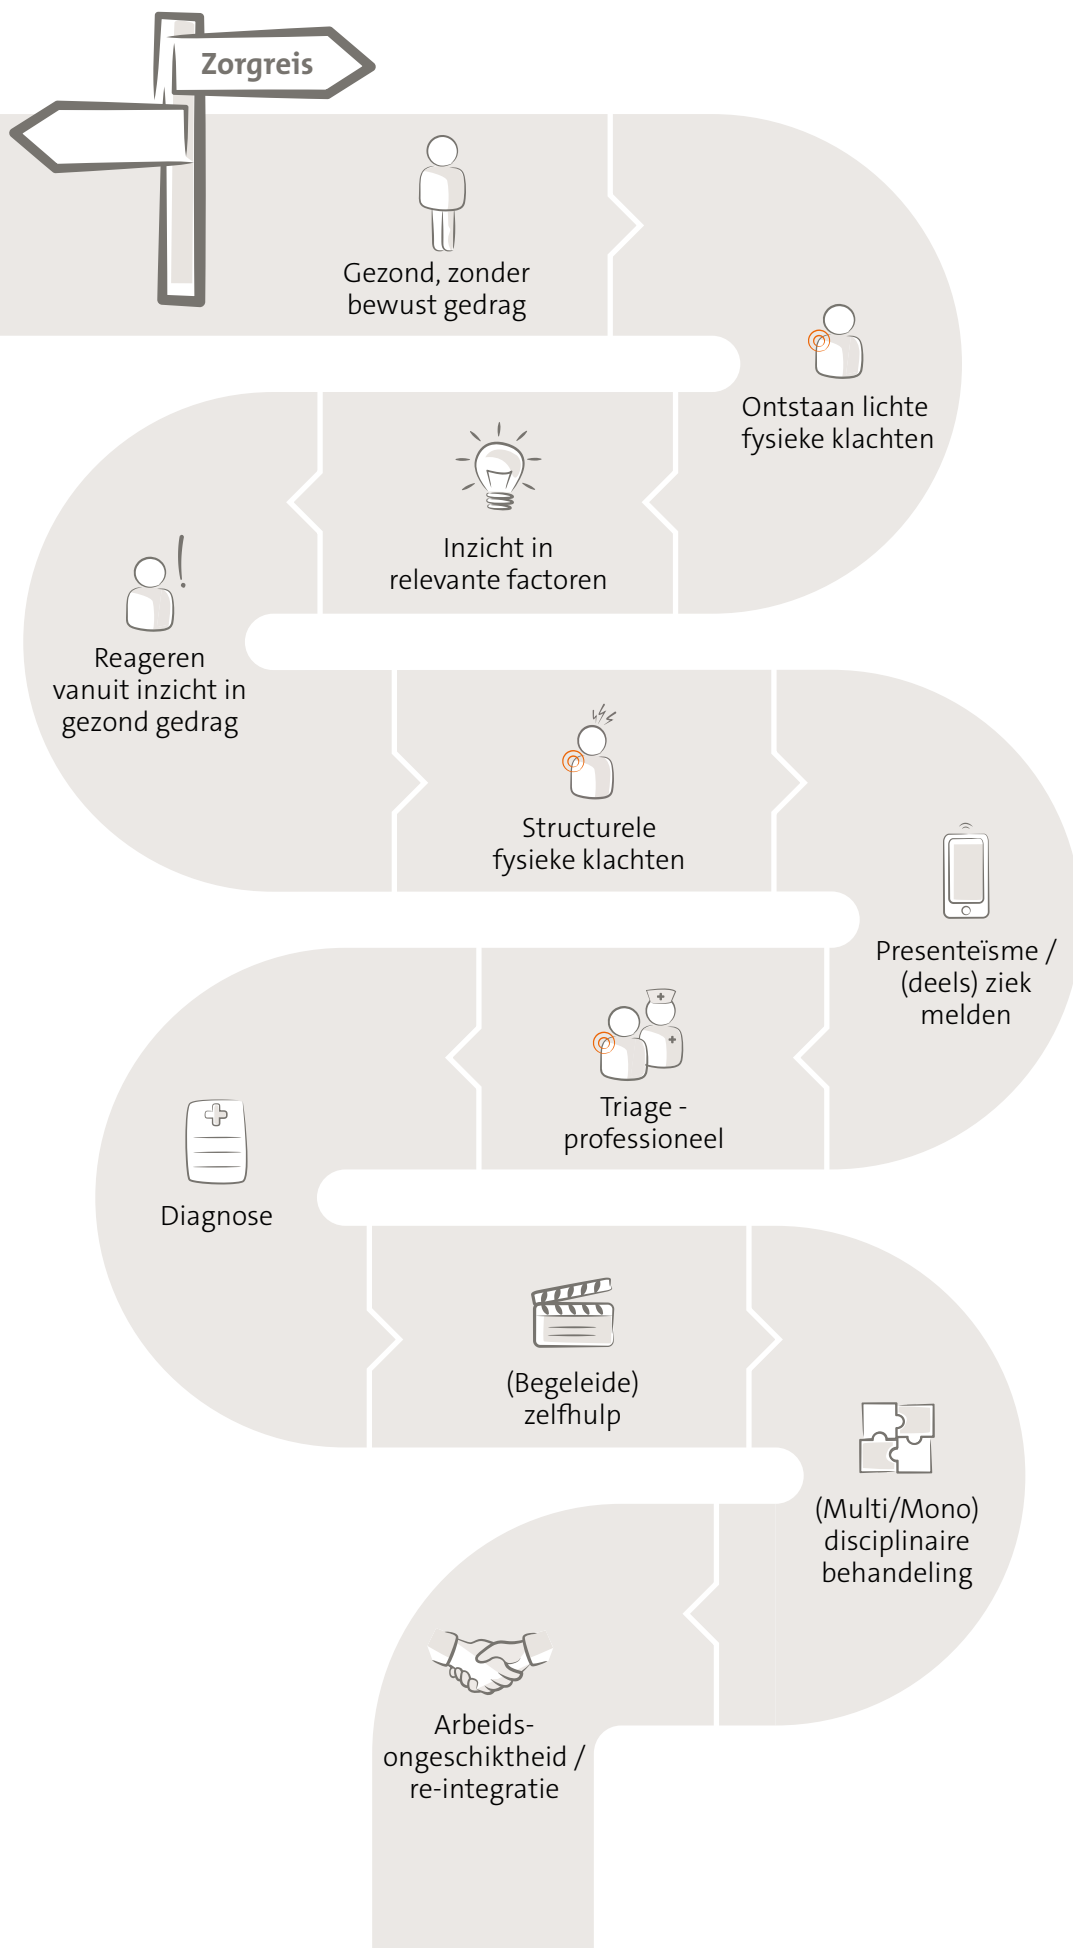 Zorgreis
Gezond, zonder
bewust gedrag
Ontstaan lichte
fysieke klachten
Inzicht in
relevante factoren
Reageren
vanuit inzicht in
gezond gedrag
Structurele
fysieke klachten
Presenteïsme /
(deels) ziek
melden
Triage -
professioneel
Diagnose
(Begeleide)
zelfhulp
(Multi/Mono)
disciplinaire
behandeling
Arbeids-
ongeschiktheid /
re-integratie